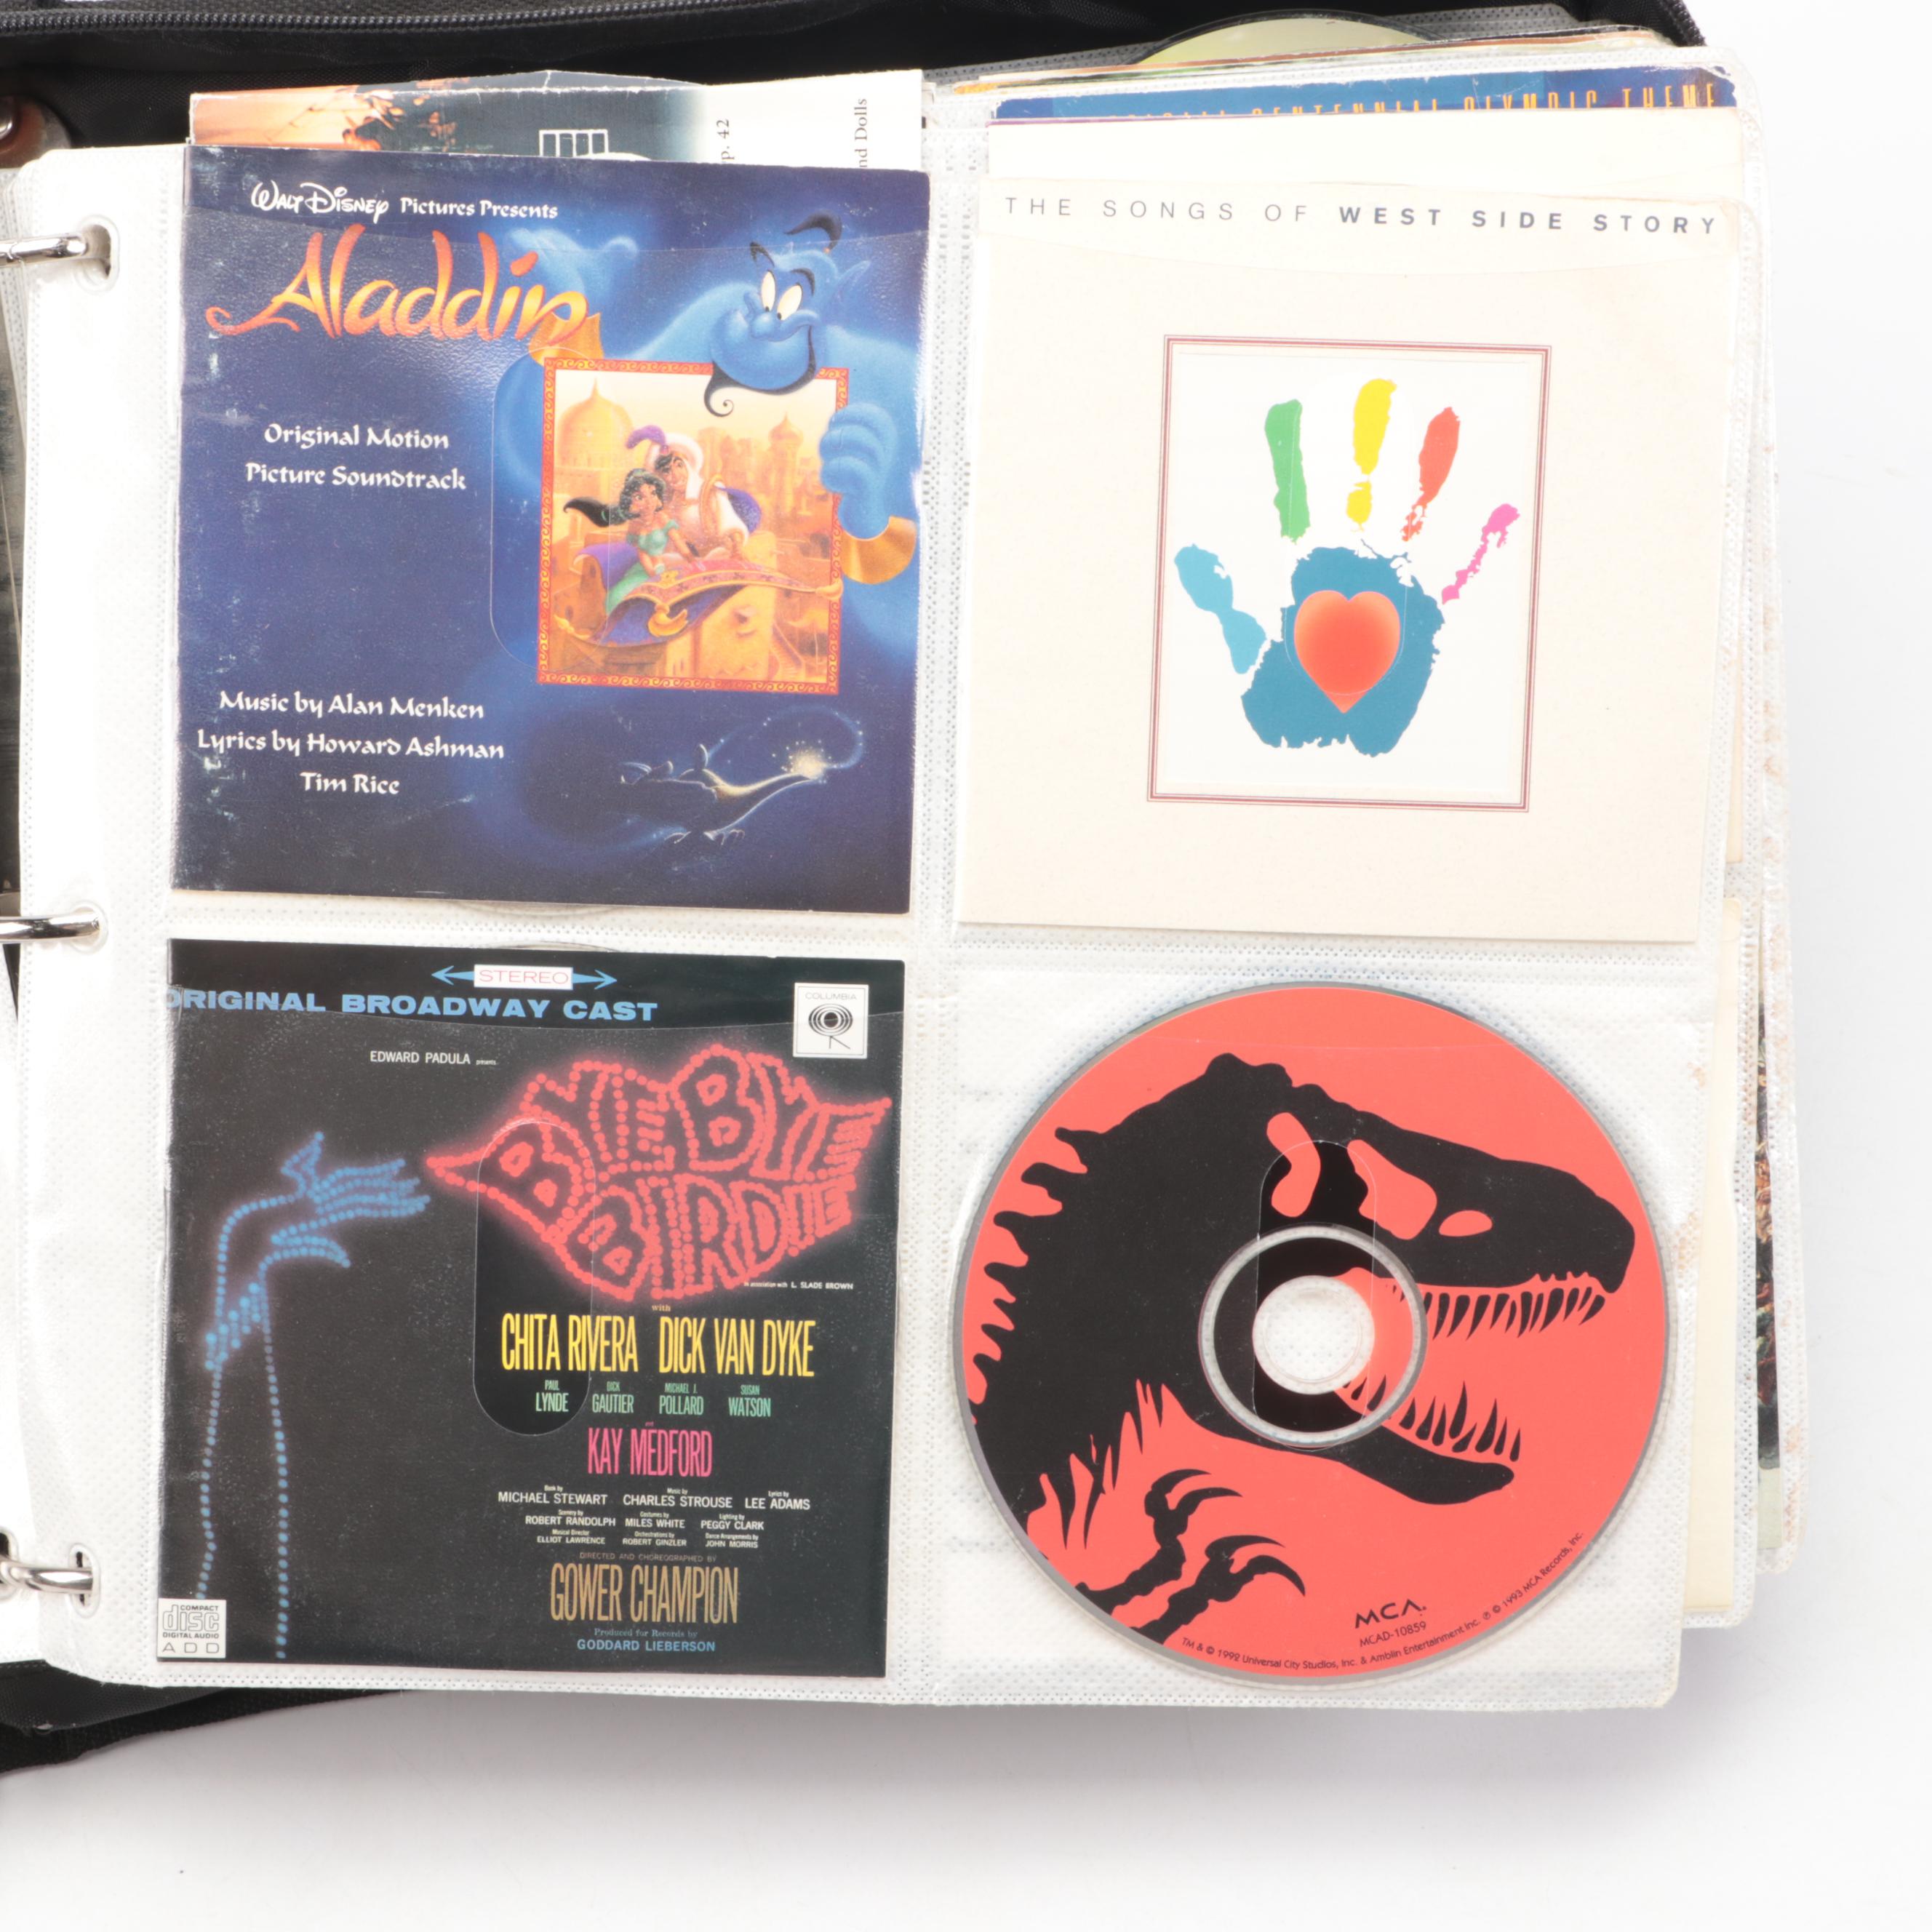 p. 42
nd Dolls
CENTENNIAL OLYMPIC THEME
WALT DISNEY Pictures Presents
Aladdin
Original Motion
Picture Soundtrack
Music by Alan Menken
Lyrics by Howard Ashman
Tim Rice
THE SONGS OF WEST SIDE STORY
STEREO
ORIGINAL BROADWAY CAST
COLUMBIA
EDWARD PADULA presents
BYE BYE
BIRDIE
in association with L. SLADE BROWN
with
CHITA RIVERA DICK VAN DYKE
PAUL LYNDE DICK GAUTIER MICHAEL J. POLLARD SUSAN WATSON
KAY MEDFORD
Book by MICHAEL STEWART Music by CHARLES STROUSE Lyrics by LEE ADAMS
Scenery by ROBERT RANDOLPH Costumes by MILES WHITE Lighting by PEGGY CLARK
Musical Director ELLIOT LAWRENCE Orchestrations by ROBERT GINZLER Dance Arrangements by JOHN MORRIS
DIRECTED AND CHOREOGRAPHED BY
GOWER CHAMPION
Produced for Records by
GODDARD LIEBERSON
COMPACT
disc
DIGITAL AUDIO
ADD
MCA
MCAD-10859
TM & © 1992 Universal City Studios, Inc. & Amblin Entertainment Inc. ℗ © 1993 MCA Records, Inc.